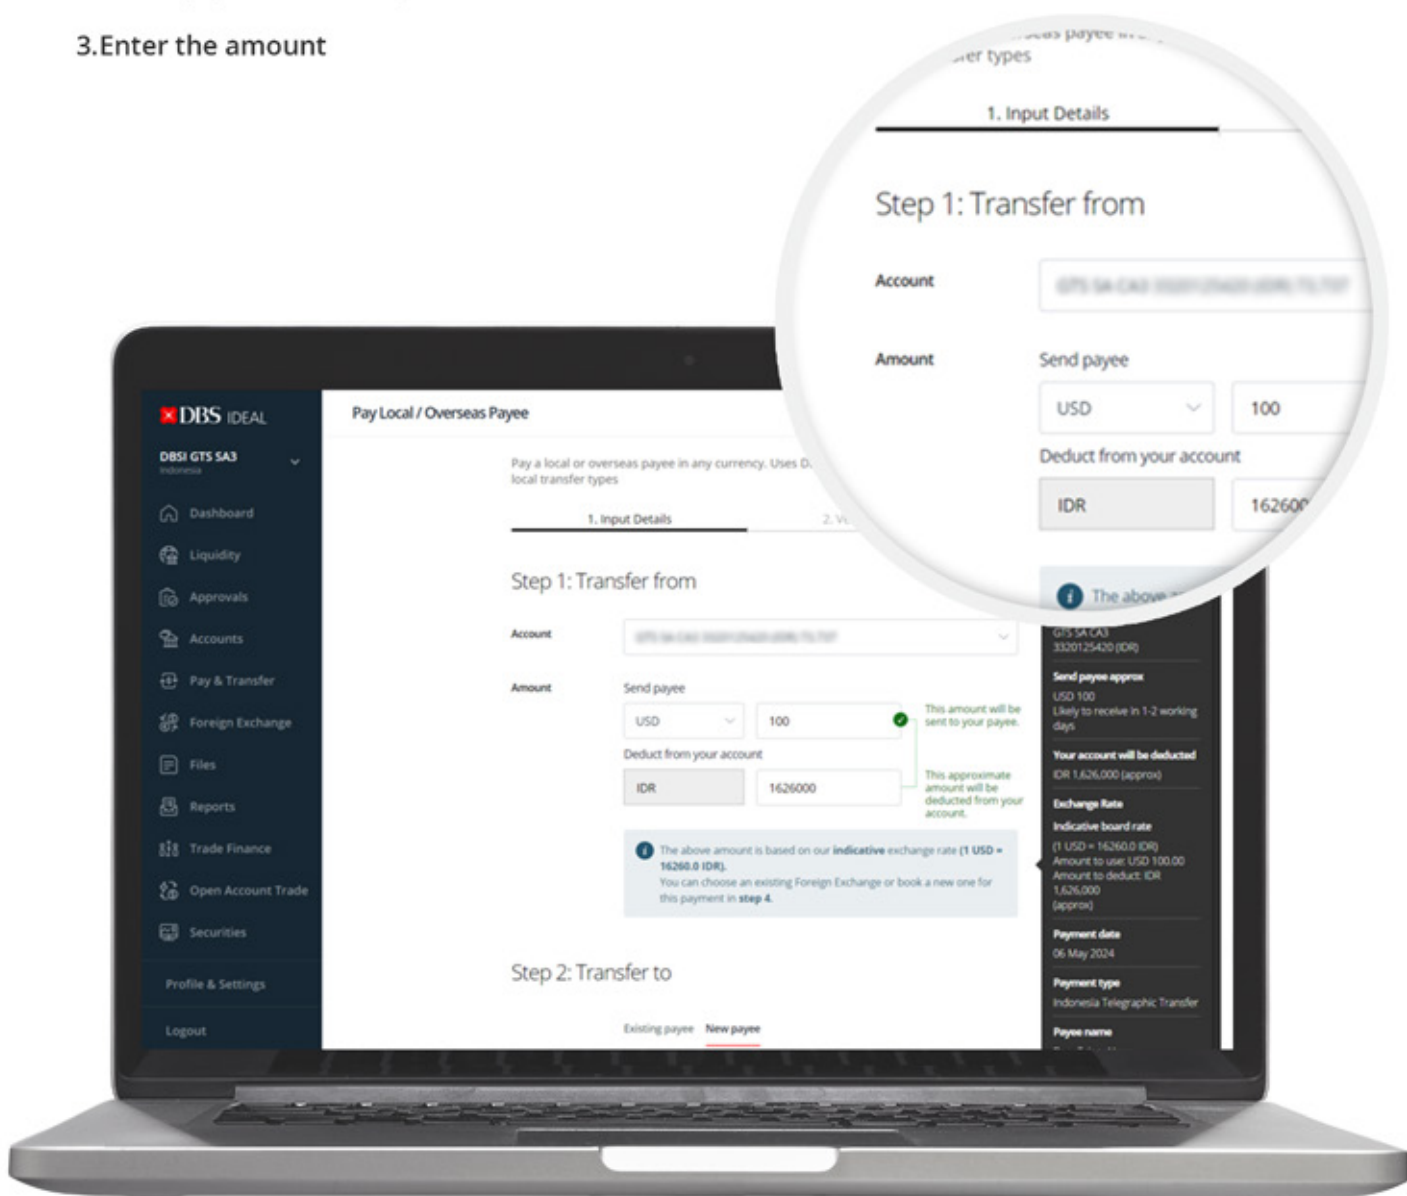 3.Enter the amount
fer types
1. Input Details
Step 1: Transfer from
Account
Amount
Send payee
USD
100
Deduct from your account
IDR
162600
The above
DBS IDEAL
DBSI GTS SA3
Indonesia
Dashboard
Liquidity
Approvals
Accounts
Pay & Transfer
Foreign Exchange
Files
Reports
Trade Finance
Open Account Trade
Securities
Profile & Settings
Logout
Pay Local / Overseas Payee
Pay a local or overseas payee in any currency. Uses
local transfer types
1. Input Details
2.
Step 1: Transfer from
Account
Amount
Send payee
USD
100
This amount will be
sent to your payee.
Deduct from your account
IDR
1626000
This approximate
amount will be
deducted from your
account.
The above amount is based on our indicative exchange rate (1 USD =
16260.0 IDR).
You can choose an existing Foreign Exchange or book a new one for
this payment in step 4.
Step 2: Transfer to
Existing payee New payee
GTS SA CA3
3320125420 (IDR)
Send payee approx
USD 100
Likely to receive in 1-2 working
days
Your account will be deducted
IDR 1,626,000 (approx)
Exchange Rate
Indicative board rate
(1 USD = 16260.0 IDR)
Amount to use: USD 100.00
Amount to deduct: IDR
1,626,000
(approx)
Payment date
06 May 2024
Payment type
Indonesia Telegraphic Transfer
Payee name